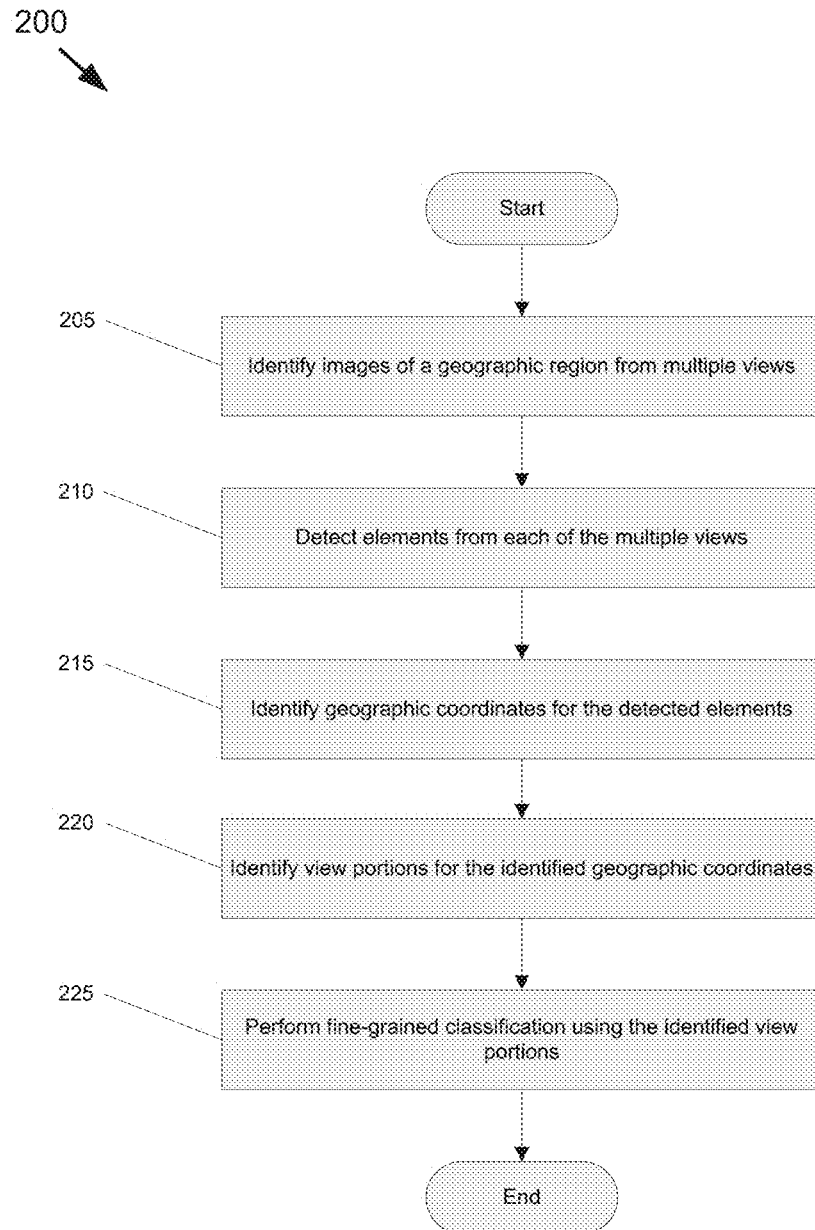 200
Start
205
Identify images of a geographic region from multiple views
210
Detect elements from each of the multiple views
215
Identify geographic coordinates for the detected elements
220
Identify view portions for the identified geographic coordinates
225
Perform fine-grained classification using the identified view
portions
End